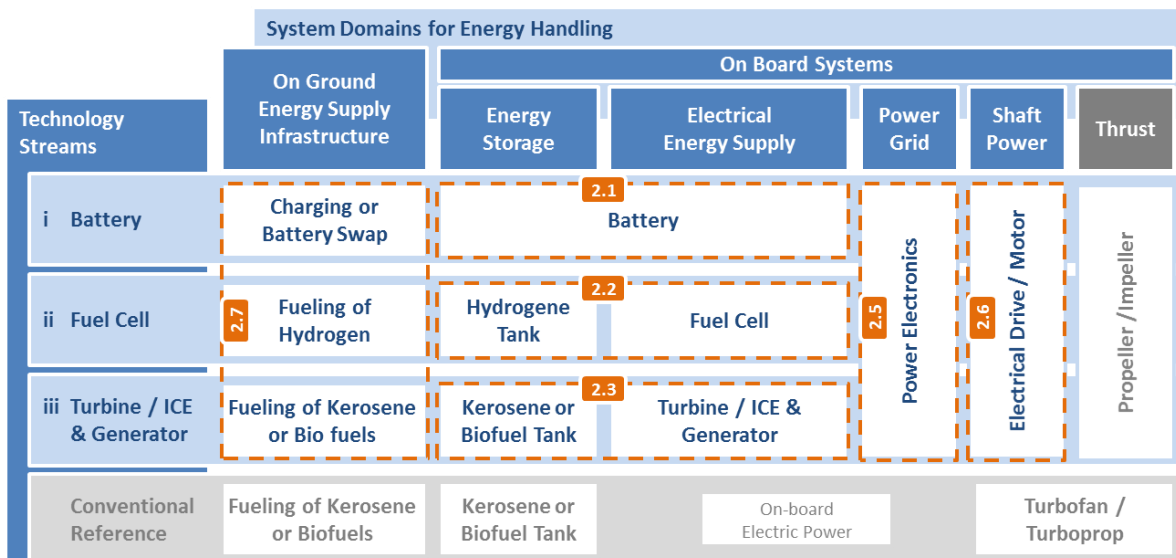 System Domains for Energy Handling
On Ground
Energy Supply
Infrastructure
On Board Systems
Technology
Streams
Energy
Storage
Electrical
Energy Supply
Power
Grid
Shaft
Power
Thrust
i Battery
Charging or
Battery Swap
2.1
Battery
ii Fuel Cell
2.7
Fueling of
Hydrogen
2.2
Hydrogene
Tank
Fuel Cell
2.5
Power Electronics
2.6
Electrical Drive / Motor
Propeller /Impeller
iii Turbine / ICE
& Generator
Fueling of Kerosene
or Bio fuels
2.3
Kerosene or
Biofuel Tank
Turbine / ICE &
Generator
Conventional
Reference
Fueling of Kerosene
or Biofuels
Kerosene or
Biofuel Tank
On-board
Electric Power
Turbofan /
Turboprop